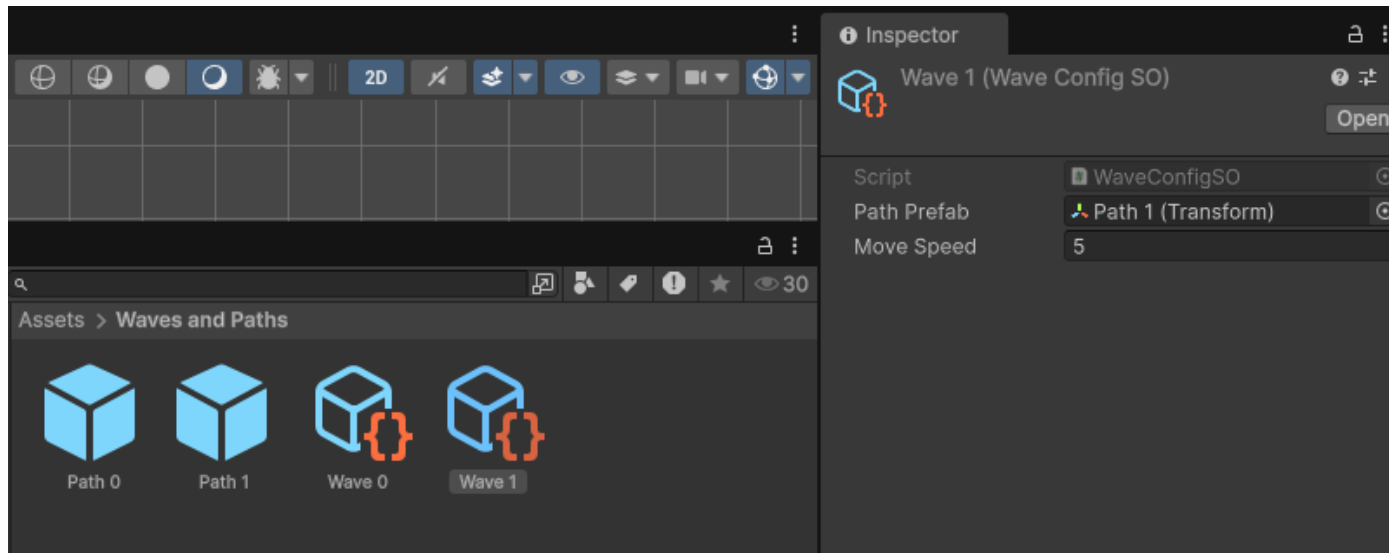 Inspector
2D
Wave 1 (Wave Config SO)
Open
Script
WaveConfigSO
Path Prefab
Path 1 (Transform)
Move Speed
5
30
Assets > Waves and Paths
Path 0
Path 1
Wave 0
Wave 1